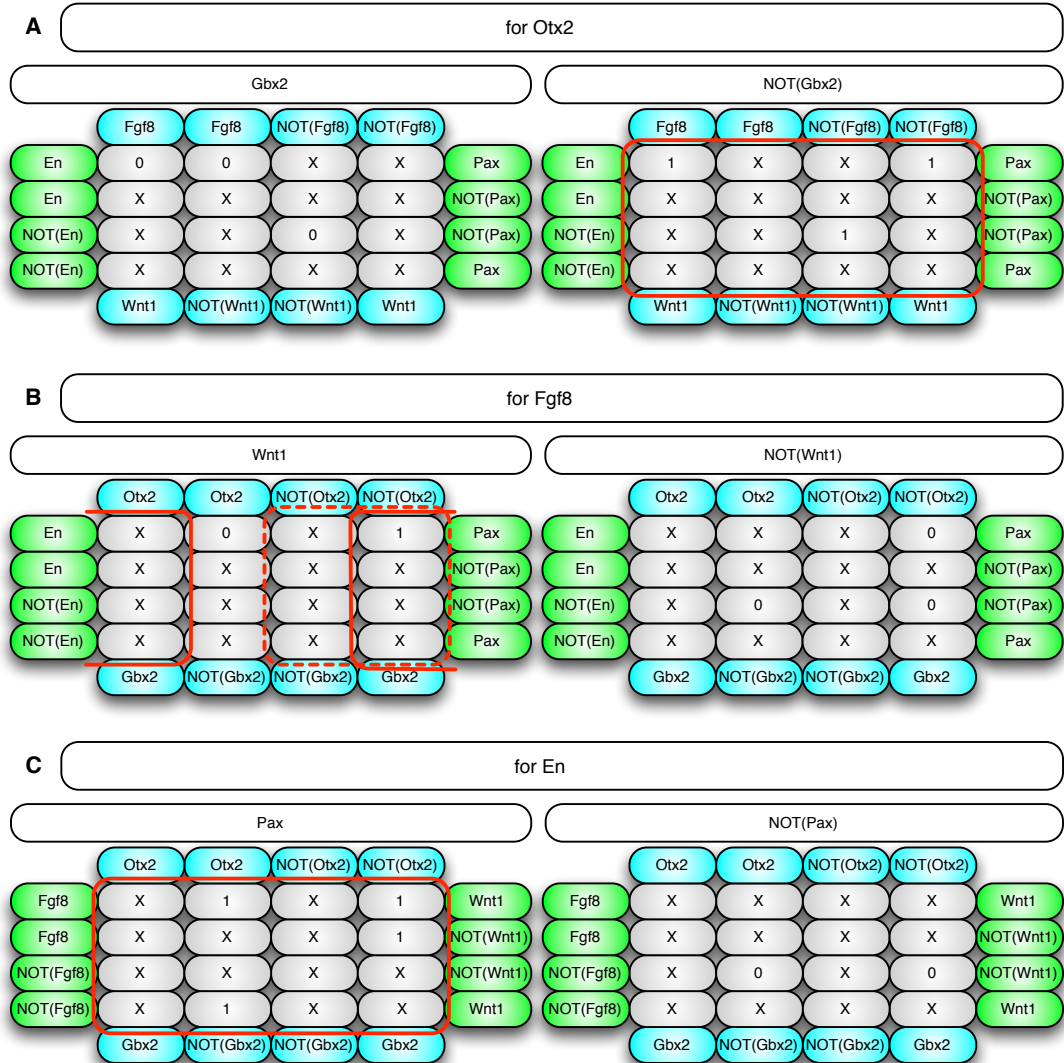 A for Otx2
Gbx2 NOT(Gbx2)
Fgf8 Fgf8 NOT(Fgf8) NOT(Fgf8) Fgf8 Fgf8 NOT(Fgf8) NOT(Fgf8)
En 0 0 X X Pax En 1 X X 1 Pax
En X X X X NOT(Pax) En X X X X NOT(Pax)
NOT(En) X X 0 X NOT(Pax) NOT(En) X X 1 X NOT(Pax)
NOT(En) X X X X Pax NOT(En) X X X X Pax
Wnt1 NOT(Wnt1) NOT(Wnt1) Wnt1 Wnt1 NOT(Wnt1) NOT(Wnt1) Wnt1
B for Fgf8
Wnt1 NOT(Wnt1)
Otx2 Otx2 NOT(Otx2) NOT(Otx2) Otx2 Otx2 NOT(Otx2) NOT(Otx2)
En X 0 X 1 Pax En X X X 0 Pax
En X X X X NOT(Pax) En X X X X NOT(Pax)
NOT(En) X X X X NOT(Pax) NOT(En) X 0 X 0 NOT(Pax)
NOT(En) X X X X Pax NOT(En) X X X X Pax
Gbx2 NOT(Gbx2) NOT(Gbx2) Gbx2 Gbx2 NOT(Gbx2) NOT(Gbx2) Gbx2
C for En
Pax NOT(Pax)
Otx2 Otx2 NOT(Otx2) NOT(Otx2) Otx2 Otx2 NOT(Otx2) NOT(Otx2)
Fgf8 X 1 X 1 Wnt1 Fgf8 X X X X Wnt1
Fgf8 X X X 1 NOT(Wnt1) Fgf8 X X X X NOT(Wnt1)
NOT(Fgf8) X X X X NOT(Wnt1) NOT(Fgf8) X 0 X 0 NOT(Wnt1)
NOT(Fgf8) X 1 X X Wnt1 NOT(Fgf8) X X X X Wnt1
Gbx2 NOT(Gbx2) NOT(Gbx2) Gbx2 Gbx2 NOT(Gbx2) NOT(Gbx2) Gbx2